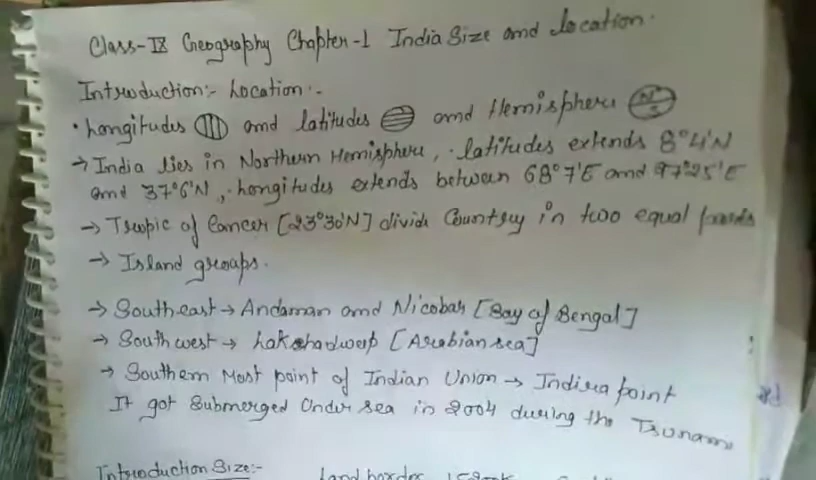 Class-IX Geography Chapter-1 India Size and location.
Introduction:- Location:-
• Longitudes and latitudes and Hemisphere
→ India lies in Northern Hemisphere, . latitudes extends 8°4'N
and 37°6'N, . Longitudes extends between 68°7'E and 97°25'E
→ Tropic of Cancer [23°30'N] divide Country in two equal parts
→ Island groups.
→ Southeast → Andaman and Nicobar [Bay of Bengal]
→ Southwest → Lakshadweep [Arabian sea]
→ Southern Most point of Indian Union → Indira point
It got Submerged Under sea in 2004 during the Tsunami
Introduction Size:- Land border